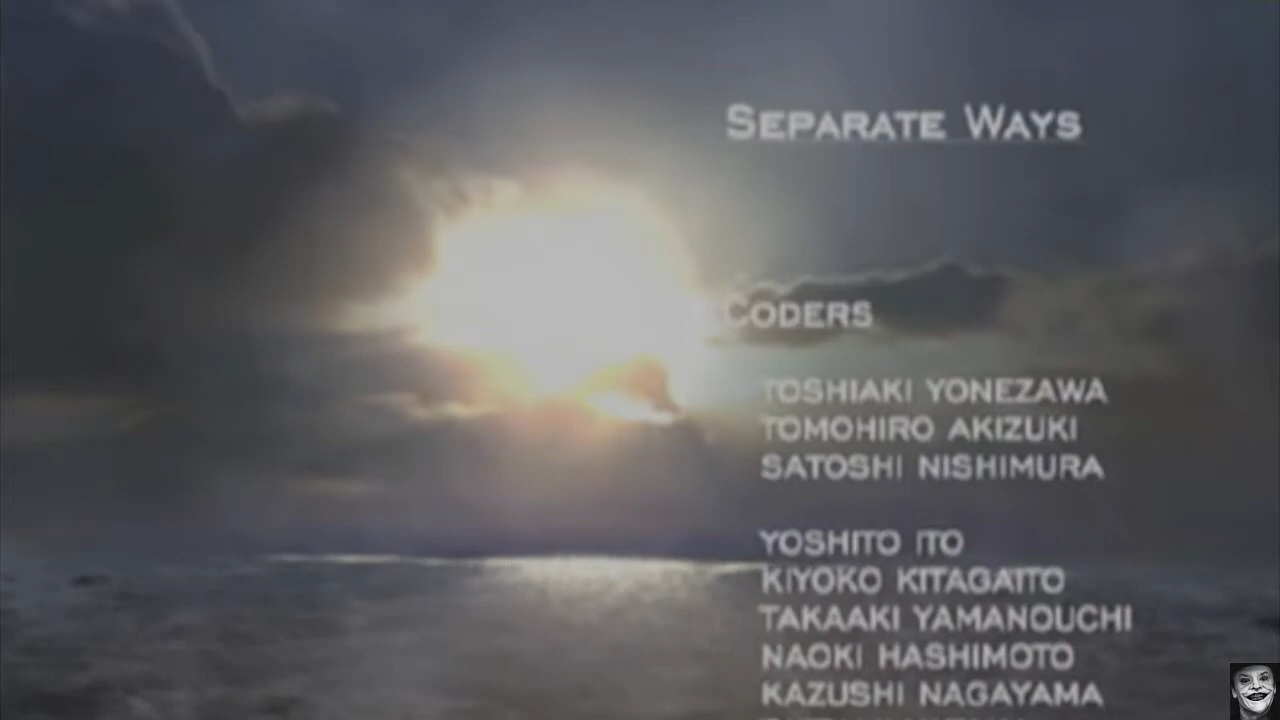 SEPARATE WAYS
CODERS
TOSHIAKI YONEZAWA
TOMOHIRO AKIZUKI
SATOSHI NISHIMURA
YOSHITO ITO
KIYOKO KITAGAITO
TAKAAKI YAMANOUCHI
NAOKI HASHIMOTO
KAZUSHI NAGAYAMA